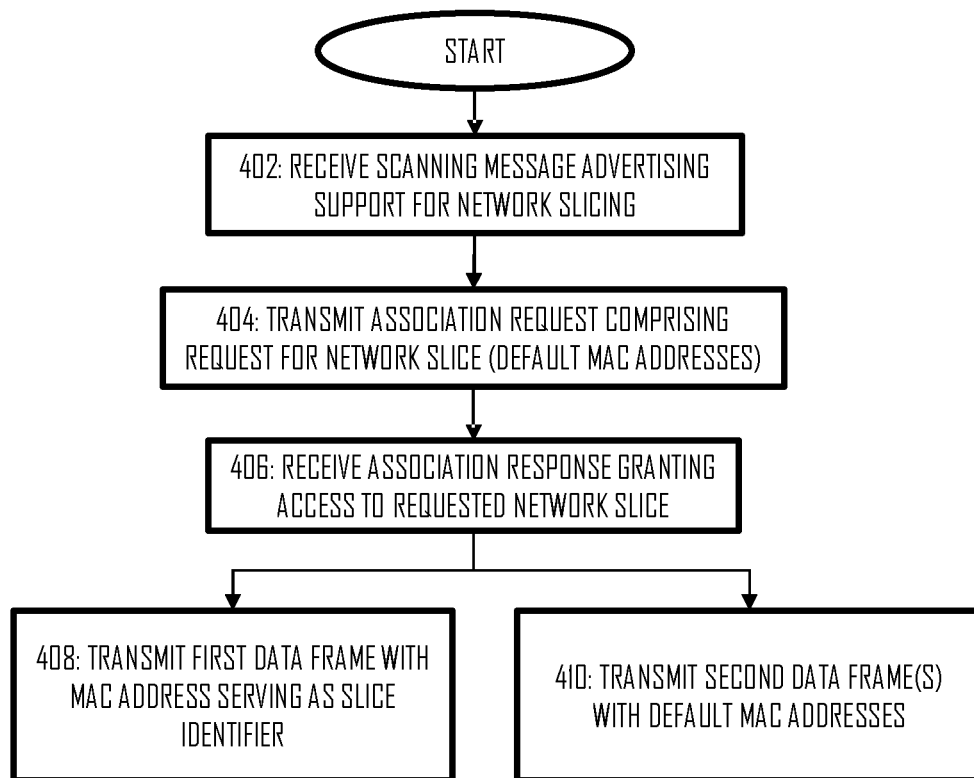 START
402: RECEIVE SCANNING MESSAGE ADVERTISING
SUPPORT FOR NETWORK SLICING
404: TRANSMIT ASSOCIATION REQUEST COMPRISING
REQUEST FOR NETWORK SLICE (DEFAULT MAC ADDRESSES)
406: RECEIVE ASSOCIATION RESPONSE GRANTING
ACCESS TO REQUESTED NETWORK SLICE
408: TRANSMIT FIRST DATA FRAME WITH
MAC ADDRESS SERVING AS SLICE
IDENTIFIER
410: TRANSMIT SECOND DATA FRAME(S)
WITH DEFAULT MAC ADDRESSES